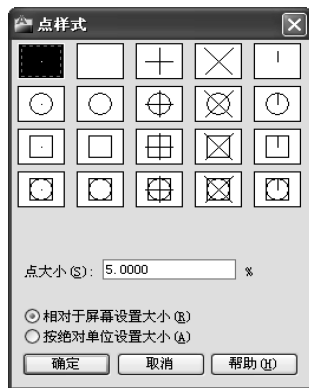 点样式
点大小(S): 5.0000 %
相对于屏幕设置大小(R)
按绝对单位设置大小(A)
确定 取消 帮助(H)